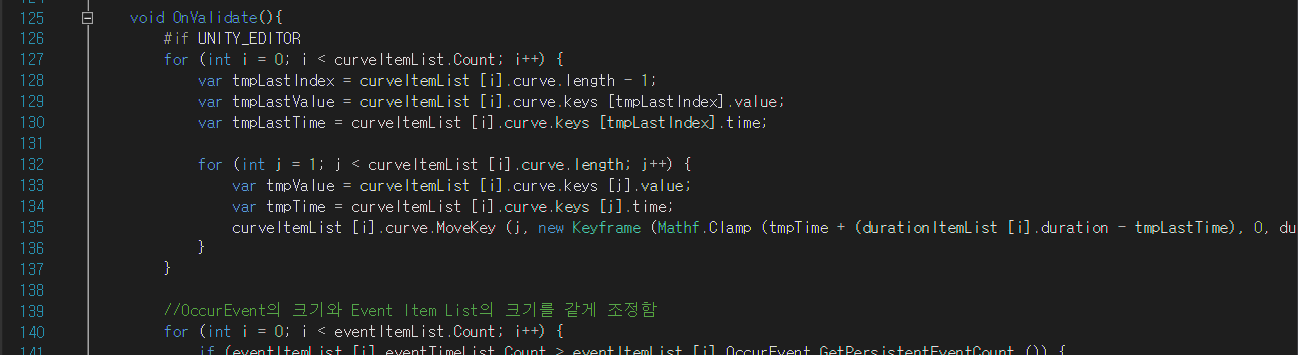 125 void OnValidate(){
126 #if UNITY_EDITOR
127 for (int i = 0; i < curveItemList.Count; i++) {
128 var tmpLastIndex = curveItemList [i].curve.length - 1;
129 var tmpLastValue = curveItemList [i].curve.keys [tmpLastIndex].value;
130 var tmpLastTime = curveItemList [i].curve.keys [tmpLastIndex].time;
131
132 for (int j = 1; j < curveItemList [i].curve.length; j++) {
133 var tmpValue = curveItemList [i].curve.keys [j].value;
134 var tmpTime = curveItemList [i].curve.keys [j].time;
135 curveItemList [i].curve.MoveKey (j, new Keyframe (Mathf.Clamp (tmpTime + (durationItemList [i].duration - tmpLastTime), 0, du
136 }
137 }
138
139 //OccurEvent의 크기와 Event Item List의 크기를 같게 조정함
140 for (int i = 0; i < eventItemList.Count; i++) {
141 if (eventItemList [i].eventTimeList.Count > eventItemList [i].OccurEvent.GetPersistentEventCount ()) {